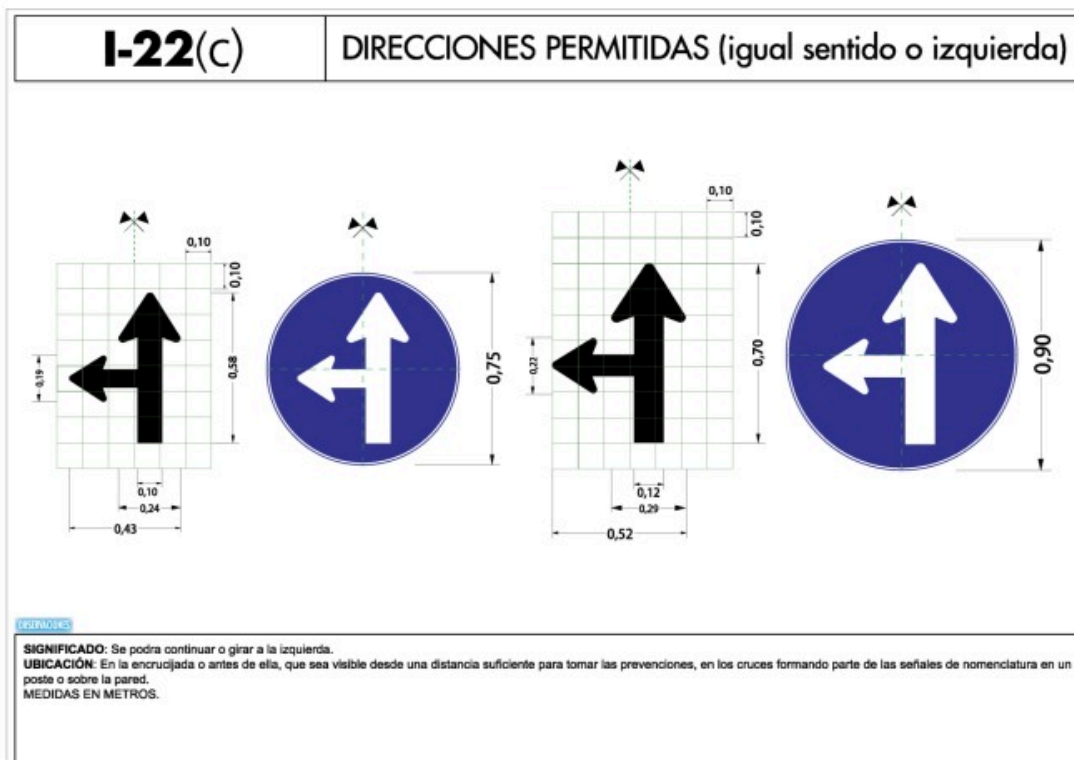 I-22(c)
DIRECCIONES PERMITIDAS (igual sentido o izquierda)
0,10
0,10
0,19
0,58
0,10
0,24
0,43
0,75
0,10
0,10
0,22
0,70
0,12
0,29
0,52
0,90
OBSERVACIONES
SIGNIFICADO: Se podra continuar o girar a la izquierda.
UBICACIÓN: En la encrucijada o antes de ella, que sea visible desde una distancia suficiente para tomar las prevenciones, en los cruces formando parte de las señales de nomenclatura en un
poste o sobre la pared.
MEDIDAS EN METROS.